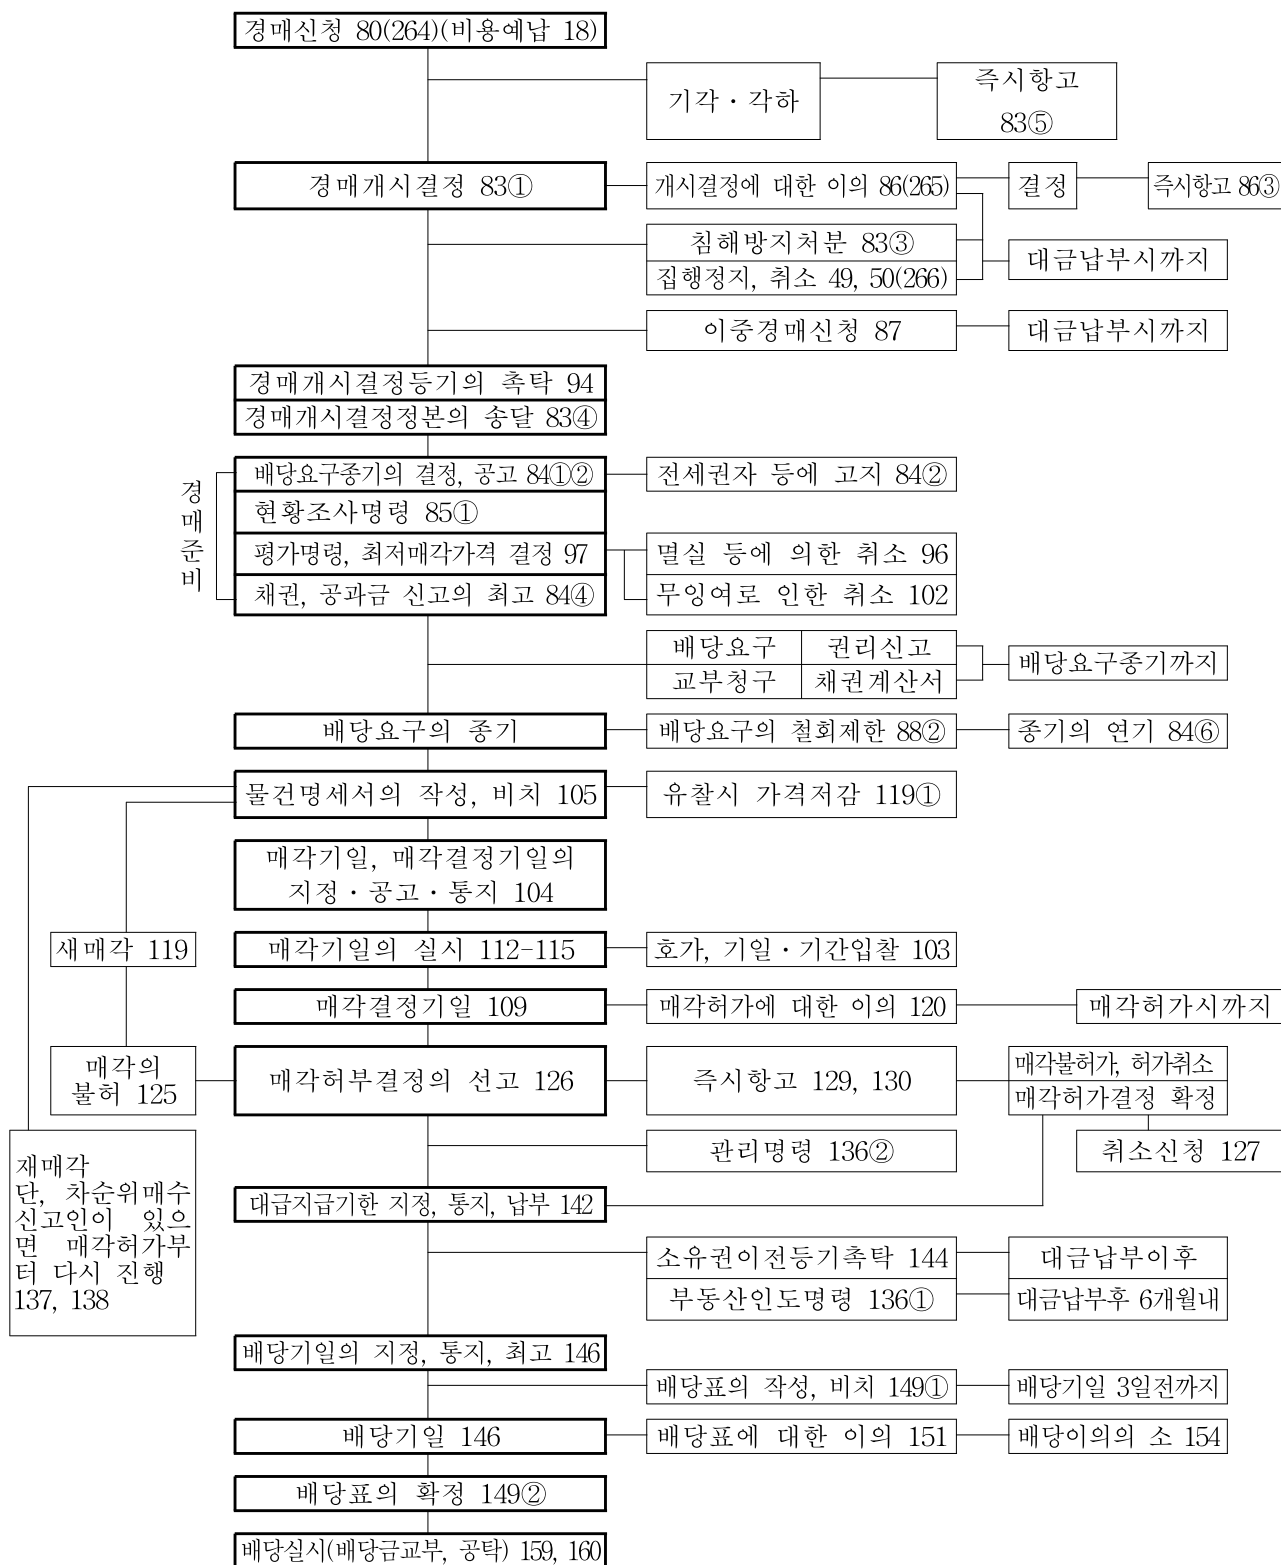 경매신청 80(264)(비용예납 18)
기각・각하
즉시항고
83⑤
경매개시결정 83①
개시결정에 대한 이의 86(265)
결정
즉시항고 86③
침해방지처분 83③
집행정지, 취소 49, 50(266)
대금납부시까지
이중경매신청 87
대금납부시까지
경매개시결정등기의 촉탁 94
경매개시결정정본의 송달 83④
경
매
준
비
배당요구종기의 결정, 공고 84①②
전세권자 등에 고지 84②
현황조사명령 85①
평가명령, 최저매각가격 결정 97
멸실 등에 의한 취소 96
채권, 공과금 신고의 최고 84④
무잉여로 인한 취소 102
배당요구
권리신고
교부청구
채권계산서
배당요구종기까지
배당요구의 종기
배당요구의 철회제한 88②
종기의 연기 84⑥
물건명세서의 작성, 비치 105
유찰시 가격저감 119①
매각기일, 매각결정기일의
지정・공고・통지 104
새매각 119
매각기일의 실시 112-115
호가, 기일・기간입찰 103
매각결정기일 109
매각허가에 대한 이의 120
매각허가시까지
매각의
불허 125
매각허부결정의 선고 126
즉시항고 129, 130
매각불허가, 허가취소
매각허가결정 확정
관리명령 136②
취소신청 127
재매각
단, 차순위매수
신고인이 있으
면 매각허가부
터 다시 진행
137, 138
대급지급기한 지정, 통지, 납부 142
소유권이전등기촉탁 144
대금납부이후
부동산인도명령 136①
대금납부후 6개월내
배당기일의 지정, 통지, 최고 146
배당표의 작성, 비치 149①
배당기일 3일전까지
배당기일 146
배당표에 대한 이의 151
배당이의의 소 154
배당표의 확정 149②
배당실시(배당금교부, 공탁) 159, 160